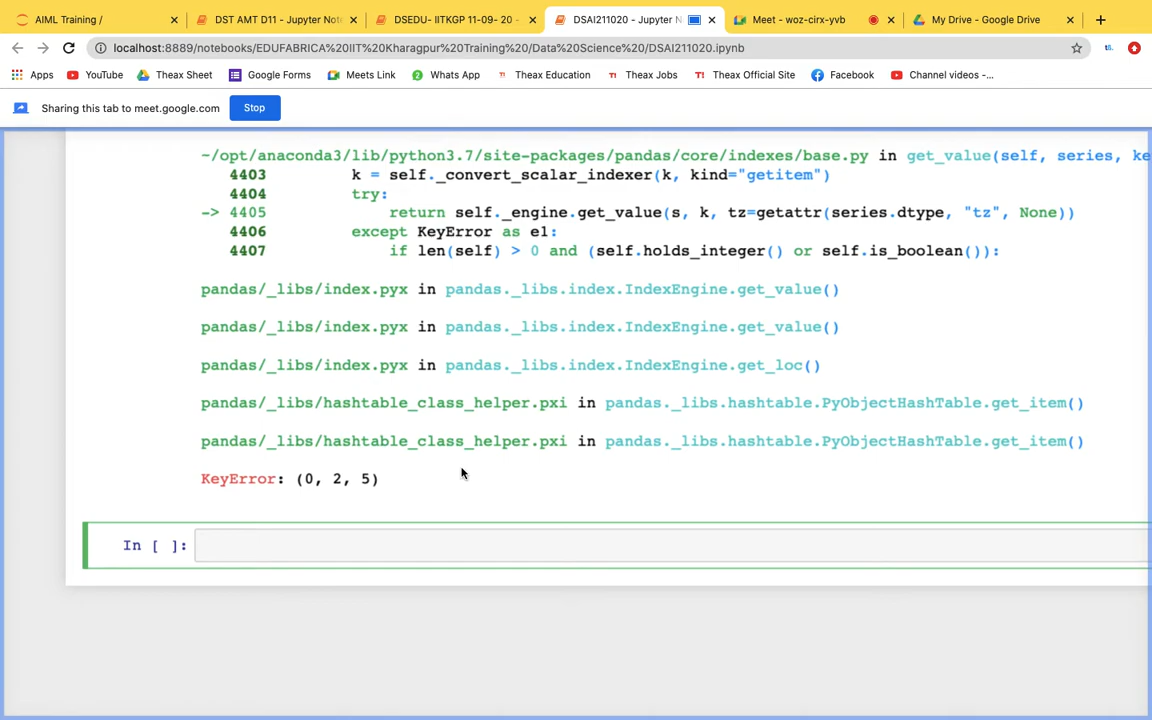 AIML Training /
DST AMT D11 - Jupyter Not
DSEDU- IITKGP 11-09- 20 -
DSAI211020 - Jupyter N
Meet - woz-cirx-yvb
My Drive - Google Drive
localhost:8889/notebooks/EDUFABRICA%20IIT%20Kharagpur%20Training%20/Data%20Science%20/DSAI211020.ipynb
Apps
YouTube
Theax Sheet
Google Forms
Meets Link
Whats App
Theax Education
Theax Jobs
Theax Official Site
Facebook
Channel videos -...
Sharing this tab to meet.google.com
Stop
~/opt/anaconda3/lib/python3.7/site-packages/pandas/core/indexes/base.py in get_value(self, series, ke
4403 k = self._convert_scalar_indexer(k, kind="getitem")
4404 try:
-> 4405 return self._engine.get_value(s, k, tz=getattr(series.dtype, "tz", None))
4406 except KeyError as e1:
4407 if len(self) > 0 and (self.holds_integer() or self.is_boolean()):
pandas/_libs/index.pyx in pandas._libs.index.IndexEngine.get_value()
pandas/_libs/index.pyx in pandas._libs.index.IndexEngine.get_value()
pandas/_libs/index.pyx in pandas._libs.index.IndexEngine.get_loc()
pandas/_libs/hashtable_class_helper.pxi in pandas._libs.hashtable.PyObjectHashTable.get_item()
pandas/_libs/hashtable_class_helper.pxi in pandas._libs.hashtable.PyObjectHashTable.get_item()
KeyError: (0, 2, 5)
In [ ]: